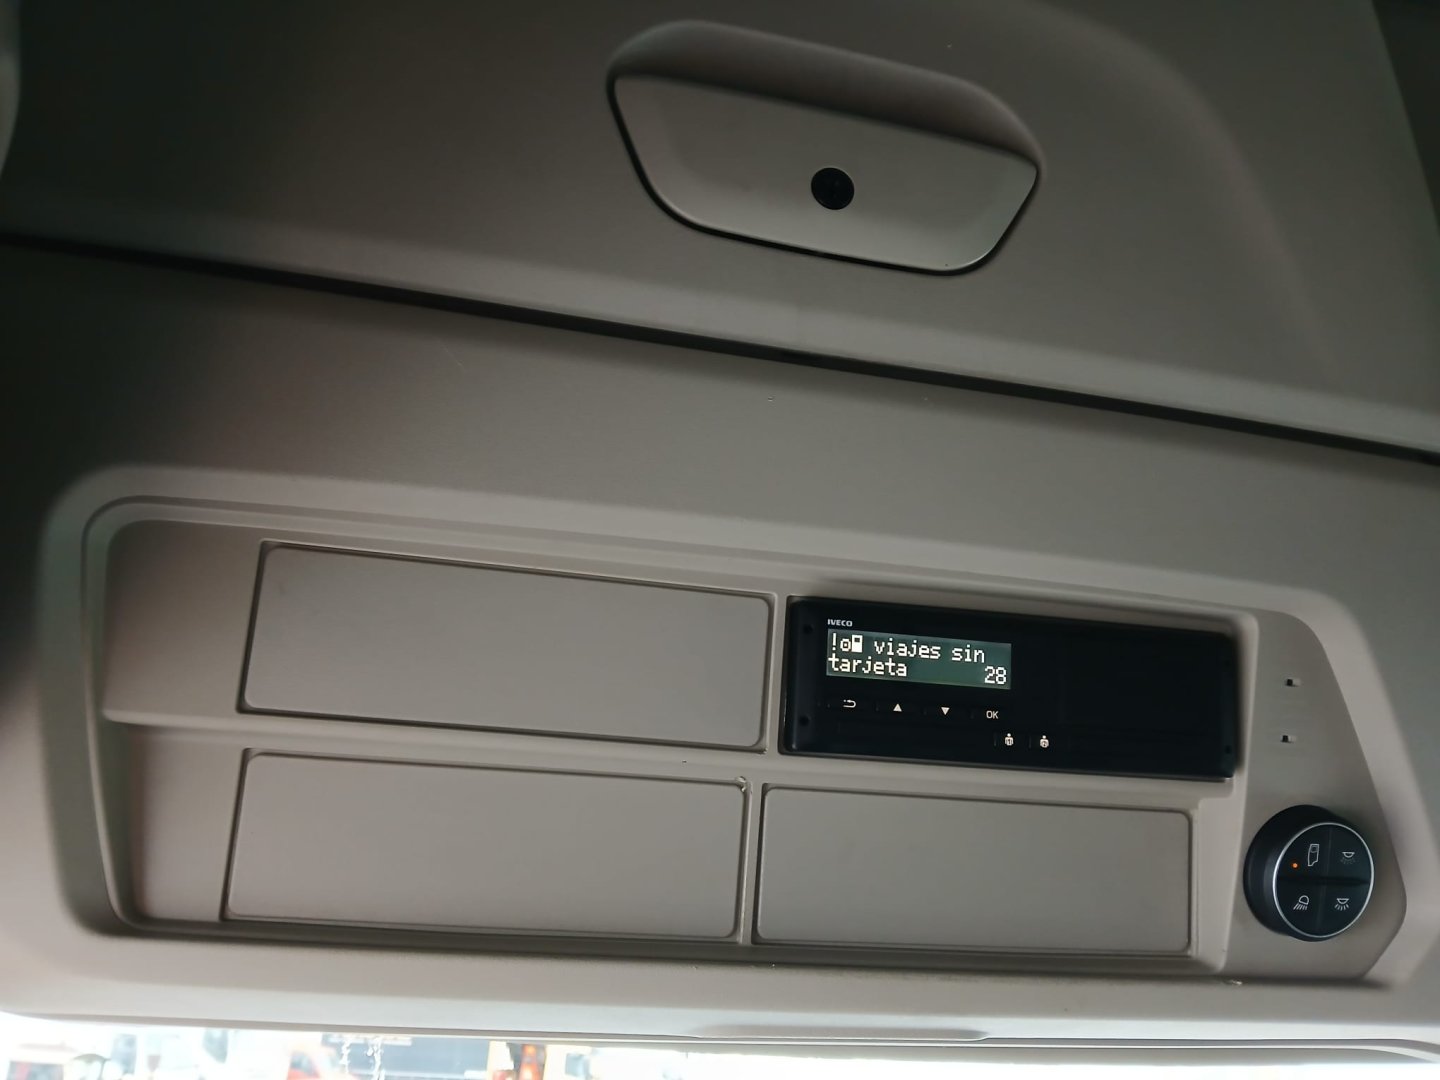 IVECO
! viajes sin
tarjeta 28
OK